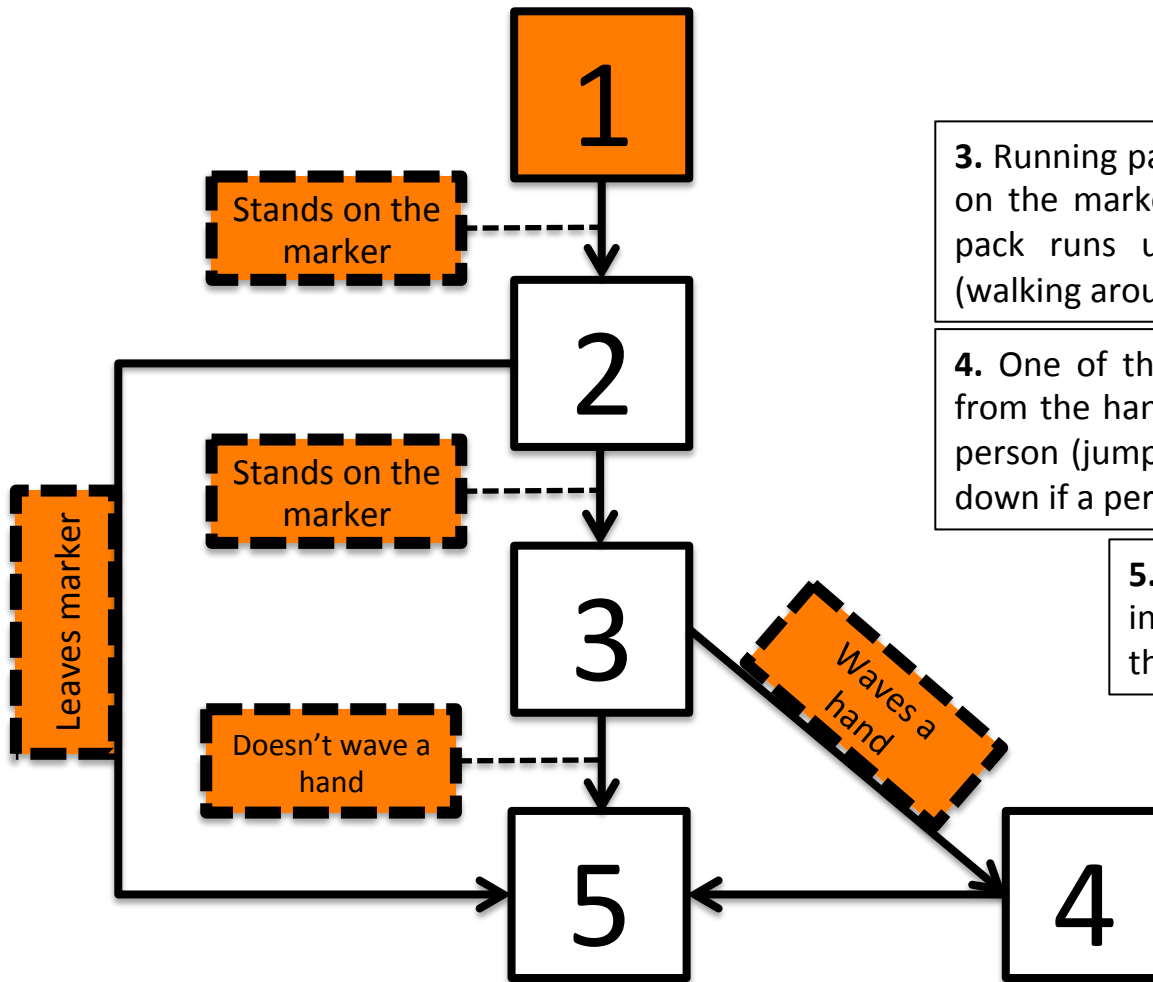 1
Stands on the
marker
2
Stands on the
marker
Leaves marker
3
Waves a
hand
Doesn't wave a
hand
5
4
3. Running pa
on the marke
pack runs u
(walking arou
4. One of th
from the han
person (jump
down if a per
5.
in
th